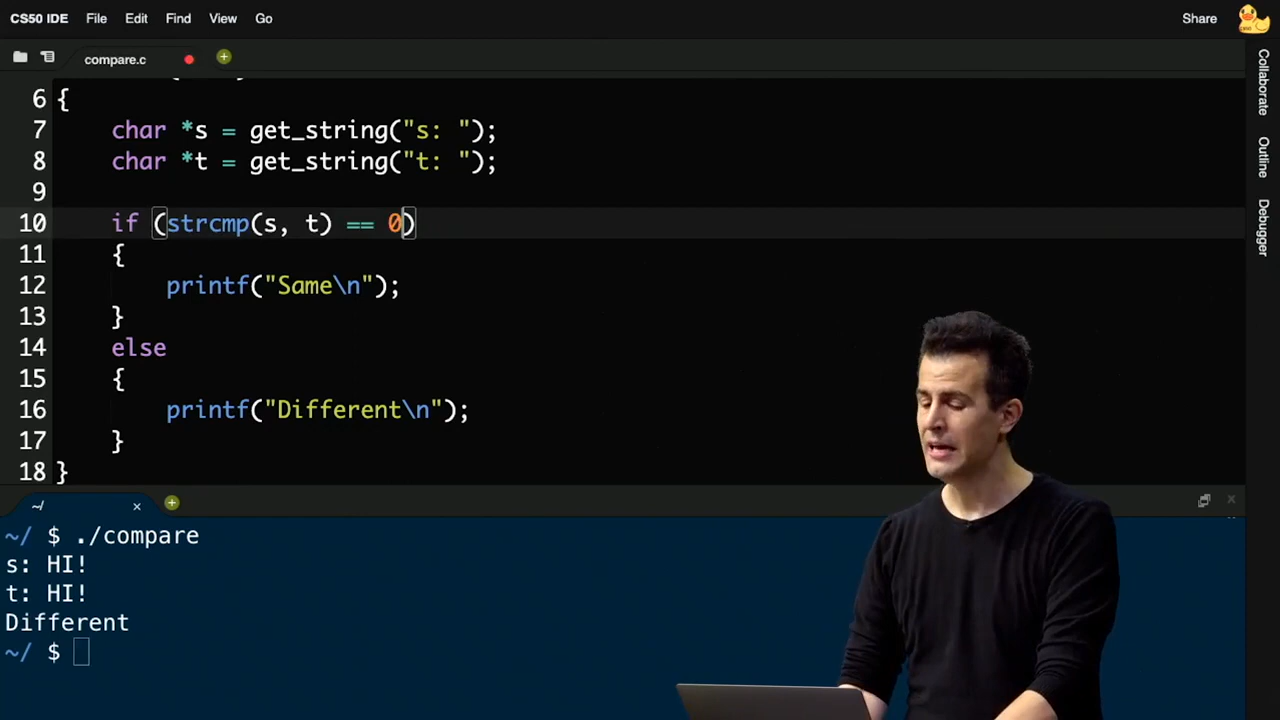 CS50 IDE File Edit Find View Go Share
compare.c
6 {
7 char *s = get_string("s: ");
8 char *t = get_string("t: ");
9
10 if (strcmp(s, t) == 0)
11 {
12 printf("Same\n");
13 }
14 else
15 {
16 printf("Different\n");
17 }
18 }
~/
~/ $ ./compare
s: HI!
t: HI!
Different
~/ $
Collaborate
Outline
Debugger